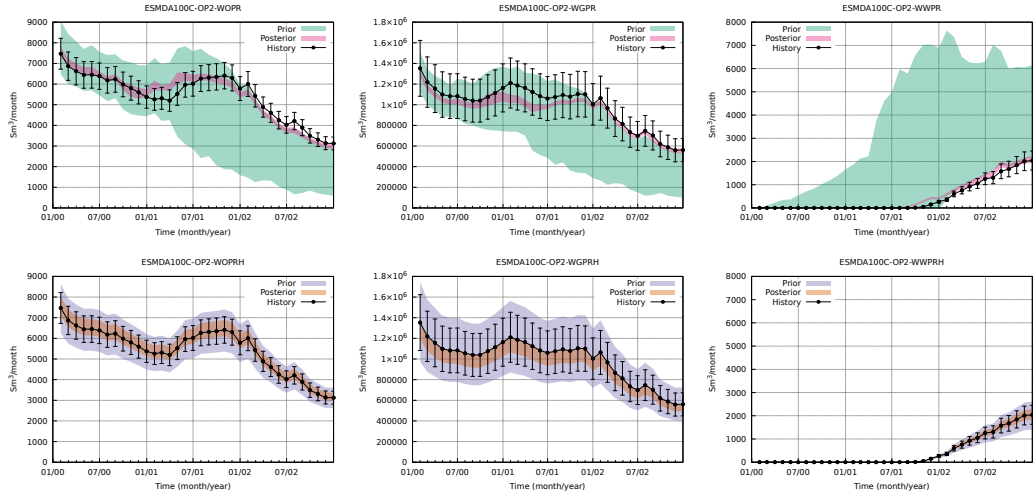 ESMDA100C-OP2-WOPR
9000
8000
7000
6000
5000
4000
3000
2000
1000
0
Sm³/month
01/00
07/00
01/01
07/01
01/02
07/02
Time (month/year)
Prior
Posterior
History
ESMDA100C-OP2-WGPR
1.8×10⁶
1.6×10⁶
1.4×10⁶
1.2×10⁶
1×10⁶
800000
600000
400000
200000
0
Sm³/month
01/00
07/00
01/01
07/01
01/02
07/02
Time (month/year)
Prior
Posterior
History
ESMDA100C-OP2-WWPR
8000
7000
6000
5000
4000
3000
2000
1000
0
Sm³/month
01/00
07/00
01/01
07/01
01/02
07/02
Time (month/year)
Prior
Posterior
History
ESMDA100C-OP2-WOPRH
9000
8000
7000
6000
5000
4000
3000
2000
1000
0
Sm³/month
01/00
07/00
01/01
07/01
01/02
07/02
Time (month/year)
Prior
Posterior
History
ESMDA100C-OP2-WGPRH
1.8×10⁶
1.6×10⁶
1.4×10⁶
1.2×10⁶
1×10⁶
800000
600000
400000
200000
0
Sm³/month
01/00
07/00
01/01
07/01
01/02
07/02
Time (month/year)
Prior
Posterior
History
ESMDA100C-OP2-WWPRH
8000
7000
6000
5000
4000
3000
2000
1000
0
Sm³/month
01/00
07/00
01/01
07/01
01/02
07/02
Time (month/year)
Prior
Posterior
History